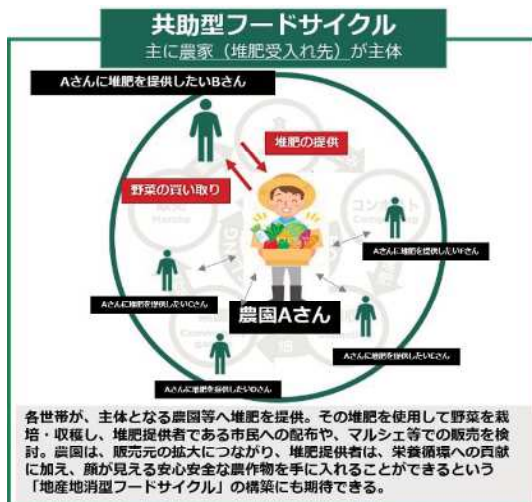 共助型フードサイクル
主に農家（堆肥受入れ先）が主体
Aさんに堆肥を提供したいBさん
堆肥の提供
野菜の買い取り
コンポスト
Aさんに堆肥を提供したいFさん
Aさんに堆肥を提供したいCさん
農園Aさん
Aさんに堆肥を提供したいEさん
Aさんに堆肥を提供したいDさん
各世帯が、主体となる農園等へ堆肥を提供。その堆肥を使用して野菜を栽
培・収穫し、堆肥提供者である市民への配布や、マルシェ等での販売を検
討。農園は、販売元の拡大につながり、堆肥提供者は、栄養循環への貢献
に加え、顔が見える安心安全な農作物を手に入れることができるという
「地産地消型フードサイクル」の構築にも期待できる。